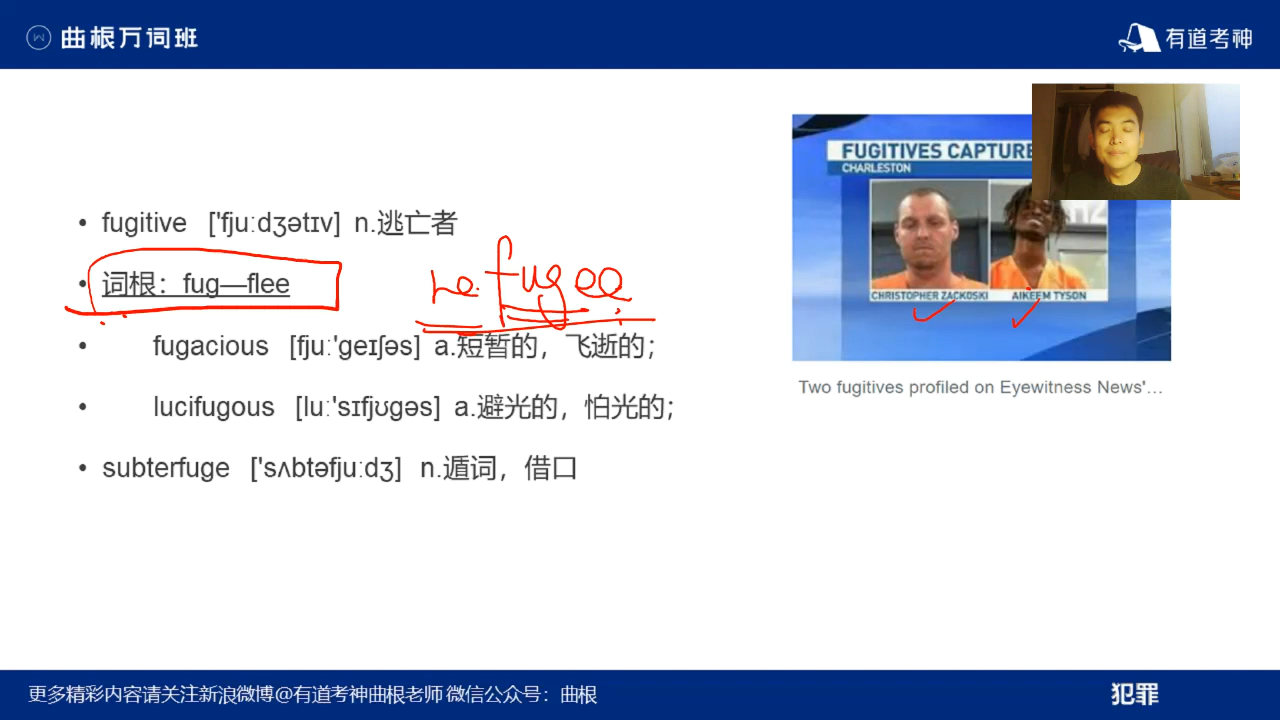 曲根万词班
有道考神
FUGITIVES CAPTURE
CHARLESTON
CHRISTOPHER ZACKOSKI
AIKEEM TYSON
Two fugitives profiled on Eyewitness News'…
• fugitive ['fjuːdʒətɪv] n.逃亡者
• 词根：fug—flee
refugee
• fugacious [fjuː'geɪʃəs] a.短暂的，飞逝的；
• lucifugous [luː'sɪfjʊgəs] a.避光的，怕光的；
• subterfuge ['sʌbtəfjuːdʒ] n.遁词，借口
更多精彩内容请关注新浪微博@有道考神曲根老师 微信公众号：曲根
犯罪